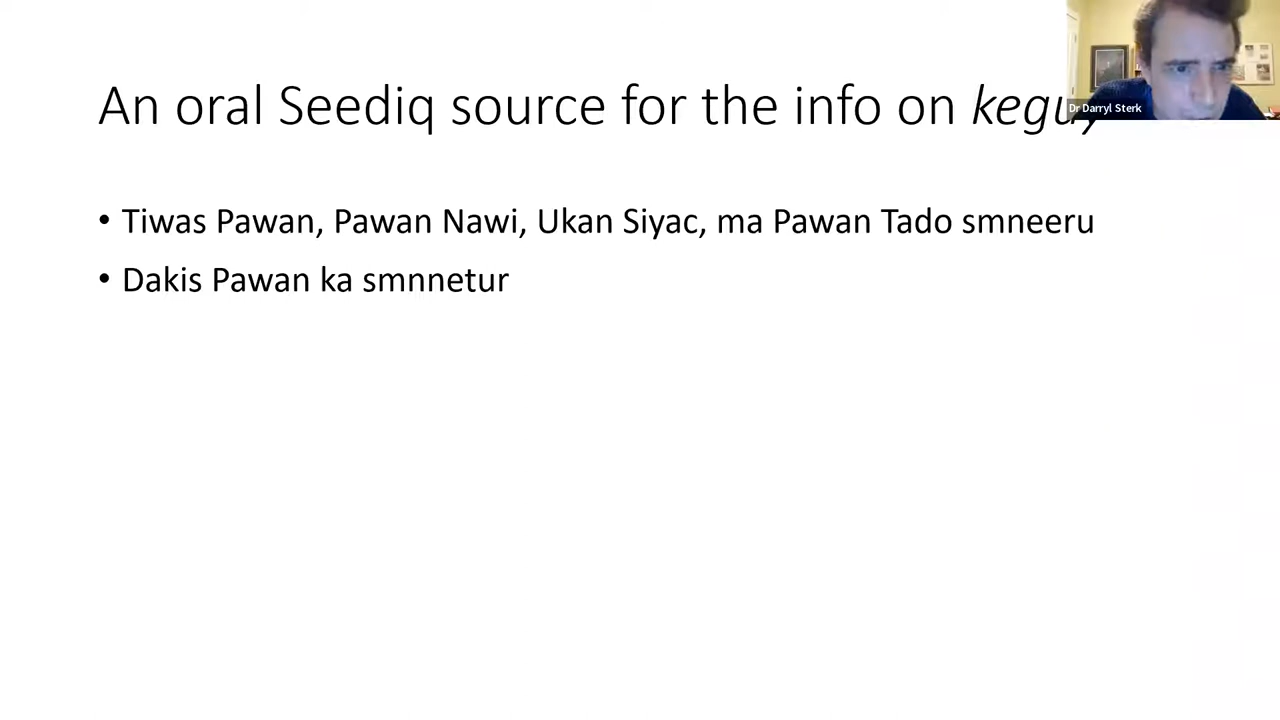 An oral Seediq source for the info on
Dr Darryl Sterk
• Tiwas Pawan, Pawan Nawi, Ukan Siyac, ma Pawan Tado smneeru
• Dakis Pawan ka smnnetur